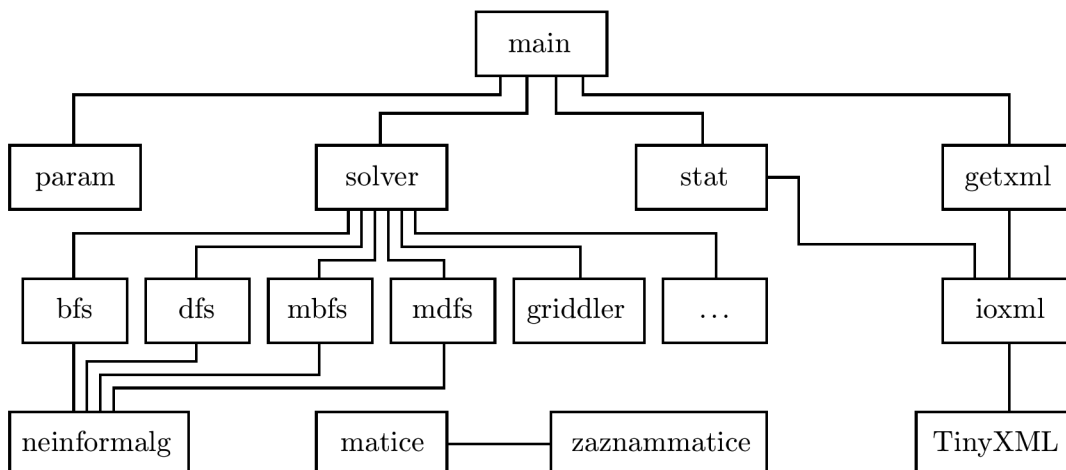 main
param
solver
stat
getxml
bfs
dfs
mbfs
mdfs
griddler
...
ioxml
neinformalg
matice
zaznammatice
TinyXML